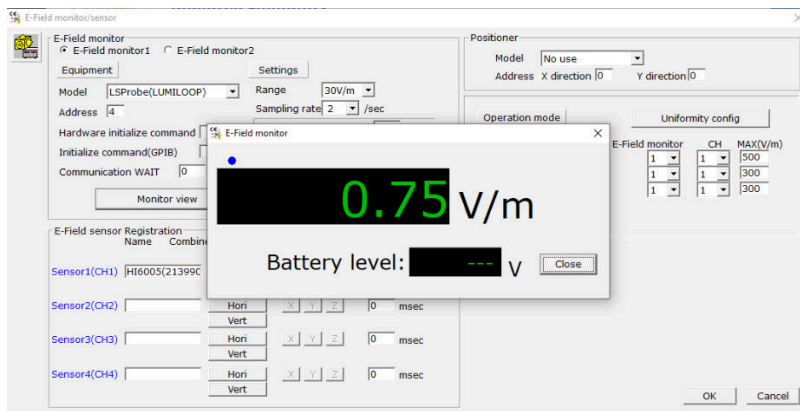 E-Field monitor/sensor
E-Field monitor
E-Field monitor1 E-Field monitor2
Equipment Settings
Model LSProbe(LUMILOOP) Range 30V/m
Address 4 Sampling rate 2 /sec
Hardware initialize command
Initialize command(GPIB)
Communication WAIT 0
Monitor view
Positioner
Model No use
Address X direction 0 Y direction 0
Operation mode Uniformity config
E-Field monitor CH MAX(V/m)
1 1 500
1 1 300
1 1 300
E-Field monitor
0.75 V/m
Battery level: --- V Close
E-Field sensor Registration
Name
Sensor1(CH1)
Sensor2(CH2) Hori X Y Z 0 msec
Vert
Sensor3(CH3) Hori X Y Z 0 msec
Vert
Sensor4(CH4) Hori X Y Z 0 msec
Vert
OK Cancel